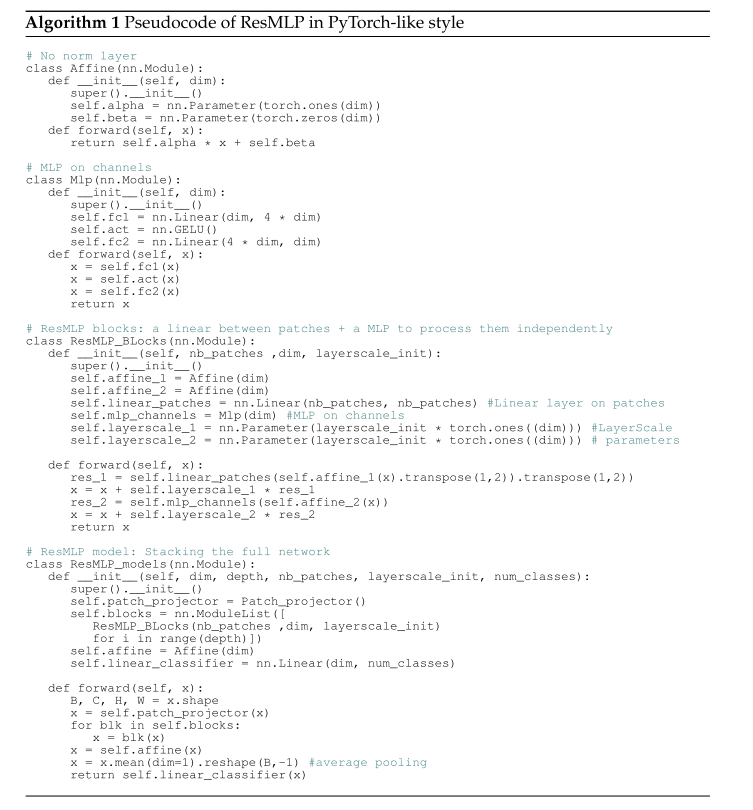 Algorithm 1 Pseudocode of ResMLP in PyTorch-like style
# No norm layer
class Affine(nn.Module):
   def __init__(self, dim):
      super().__init__()
      self.alpha = nn.Parameter(torch.ones(dim))
      self.beta = nn.Parameter(torch.zeros(dim))
   def forward(self, x):
      return self.alpha * x + self.beta

# MLP on channels
class Mlp(nn.Module):
   def __init__(self, dim):
      super().__init__()
      self.fc1 = nn.Linear(dim, 4 * dim)
      self.act = nn.GELU()
      self.fc2 = nn.Linear(4 * dim, dim)
   def forward(self, x):
      x = self.fc1(x)
      x = self.act(x)
      x = self.fc2(x)
      return x

# ResMLP blocks: a linear between patches + a MLP to process them independently
class ResMLP_BLocks(nn.Module):
   def __init__(self, nb_patches ,dim, layerscale_init):
      super().__init__()
      self.affine_1 = Affine(dim)
      self.affine_2 = Affine(dim)
      self.linear_patches = nn.Linear(nb_patches, nb_patches) #Linear layer on patches
      self.mlp_channels = Mlp(dim) #MLP on channels
      self.layerscale_1 = nn.Parameter(layerscale_init * torch.ones((dim))) #LayerScale
      self.layerscale_2 = nn.Parameter(layerscale_init * torch.ones((dim))) # parameters

   def forward(self, x):
      res_1 = self.linear_patches(self.affine_1(x).transpose(1,2)).transpose(1,2))
      x = x + self.layerscale_1 * res_1
      res_2 = self.mlp_channels(self.affine_2(x))
      x = x + self.layerscale_2 * res_2
      return x

# ResMLP model: Stacking the full network
class ResMLP_models(nn.Module):
   def __init__(self, dim, depth, nb_patches, layerscale_init, num_classes):
      super().__init__()
      self.patch_projector = Patch_projector()
      self.blocks = nn.ModuleList([
         ResMLP_BLocks(nb_patches ,dim, layerscale_init)
         for i in range(depth)])
      self.affine = Affine(dim)
      self.linear_classifier = nn.Linear(dim, num_classes)

   def forward(self, x):
      B, C, H, W = x.shape
      x = self.patch_projector(x)
      for blk in self.blocks:
         x = blk(x)
      x = self.affine(x)
      x = x.mean(dim=1).reshape(B,-1) #average pooling
      return self.linear_classifier(x)